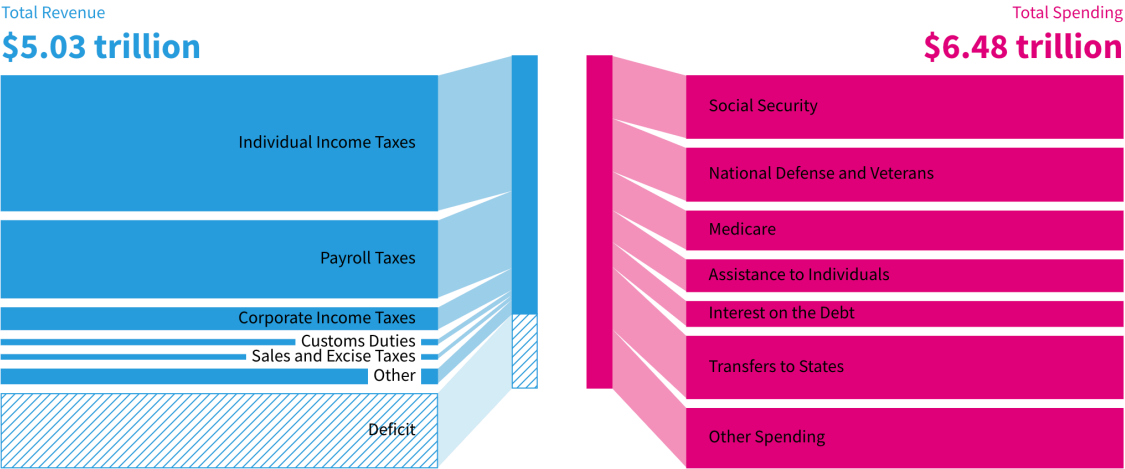 Total Revenue
$5.03 trillion
Individual Income Taxes
Payroll Taxes
Corporate Income Taxes
Customs Duties
Sales and Excise Taxes
Other
Deficit
Total Spending
$6.48 trillion
Social Security
National Defense and Veterans
Medicare
Assistance to Individuals
Interest on the Debt
Transfers to States
Other Spending